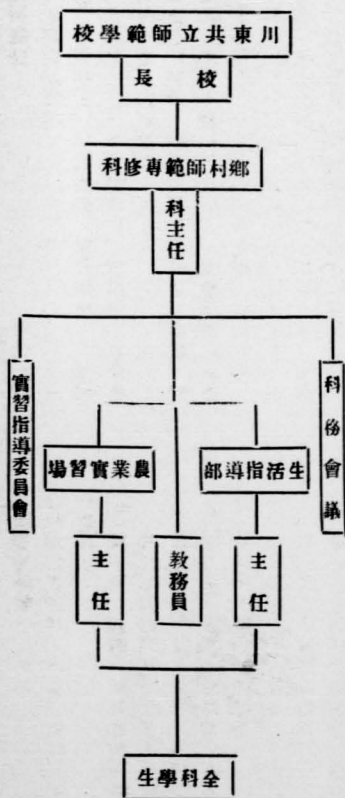 川東共立師範學校
校長
鄉村師範專修科
科主任
科務會議
實習指導委員會
生活指導部
農業實習場
主任
教務員
主任
全科學生